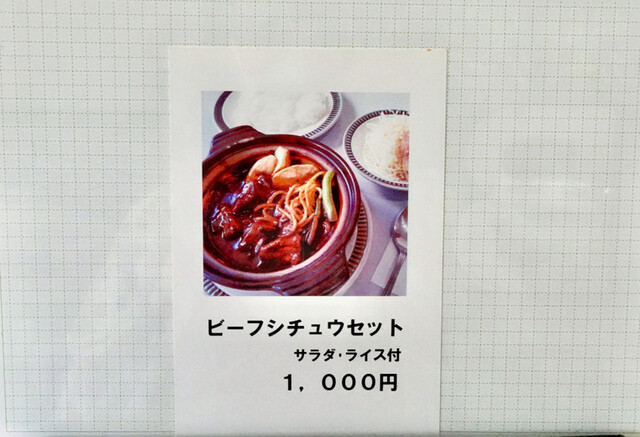 ビーフシチュウセット
サラダ・ライス付
１，０００円